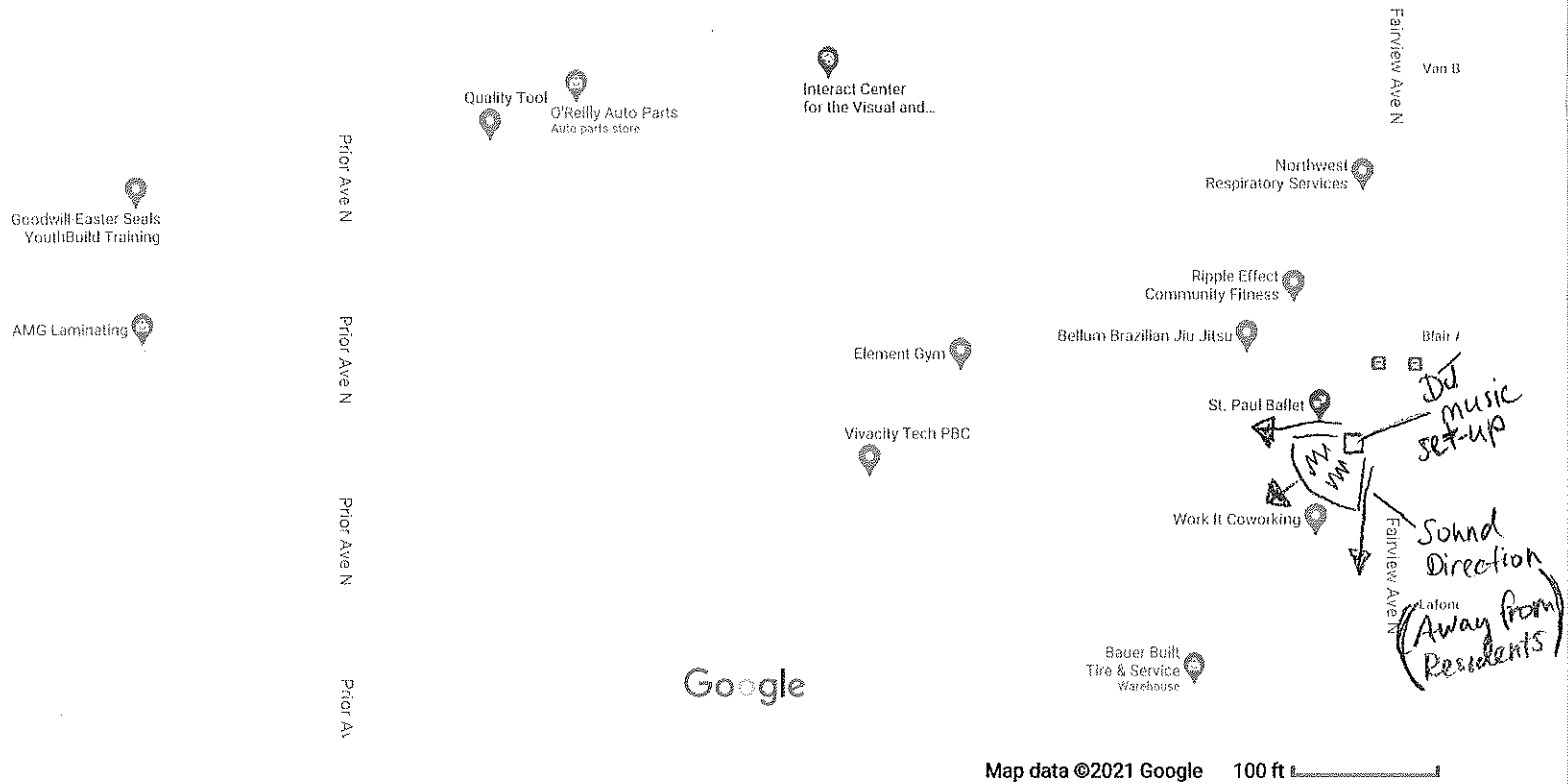 Fairview Ave N
Van B
Interact Center
for the Visual and...
Quality Tool
O'Reilly Auto Parts
Auto parts store
Prior Ave N
Northwest
Respiratory Services
Goodwill-Easter Seals
YouthBuild Training
Ripple Effect
Community Fitness
AMG Laminating
Prior Ave N
Bellum Brazilian Jiu Jitsu
Blair A
Element Gym
DJ
music
set-up
St. Paul Ballet
Vivacity Tech PBC
Prior Ave N
Work It Coworking
Fairview Ave N
Sound
Direction
Lafond
(Away from
Residents)
Bauer Built
Tire & Service
Warehouse
Google
Prior Av
Map data ©2021 Google
100 ft